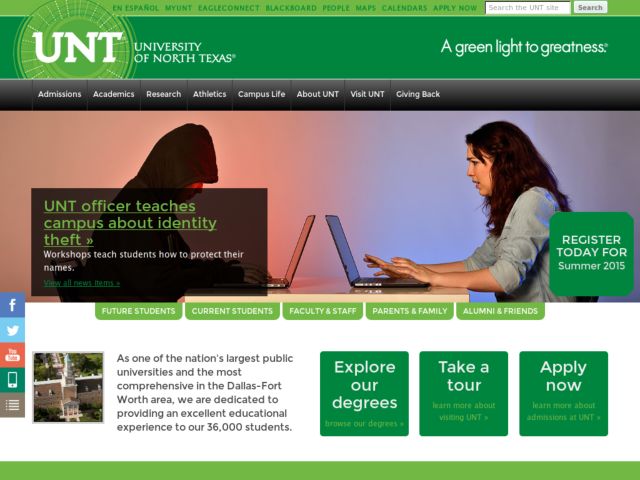 EN ESPAÑOL MYUNT EAGLECONNECT BLACKBOARD PEOPLE MAPS CALENDARS APPLY NOW
Search the UNT site
Search
UNT
UNIVERSITY
OF NORTH TEXAS®
A green light to greatness.®
Admissions Academics Research Athletics Campus Life About UNT Visit UNT Giving Back
UNT officer teaches
campus about identity
theft »
Workshops teach students how to protect their
names.
View all news items »
REGISTER
TODAY FOR
Summer 2015
FUTURE STUDENTS CURRENT STUDENTS FACULTY & STAFF PARENTS & FAMILY ALUMNI & FRIENDS
You
Tube
As one of the nation's largest public
universities and the most
comprehensive in the Dallas-Fort
Worth area, we are dedicated to
providing an excellent educational
experience to our 36,000 students.
Explore
our
degrees
browse our degrees »
Take a
tour
learn more about
visiting UNT »
Apply
now
learn more about
admissions at UNT »